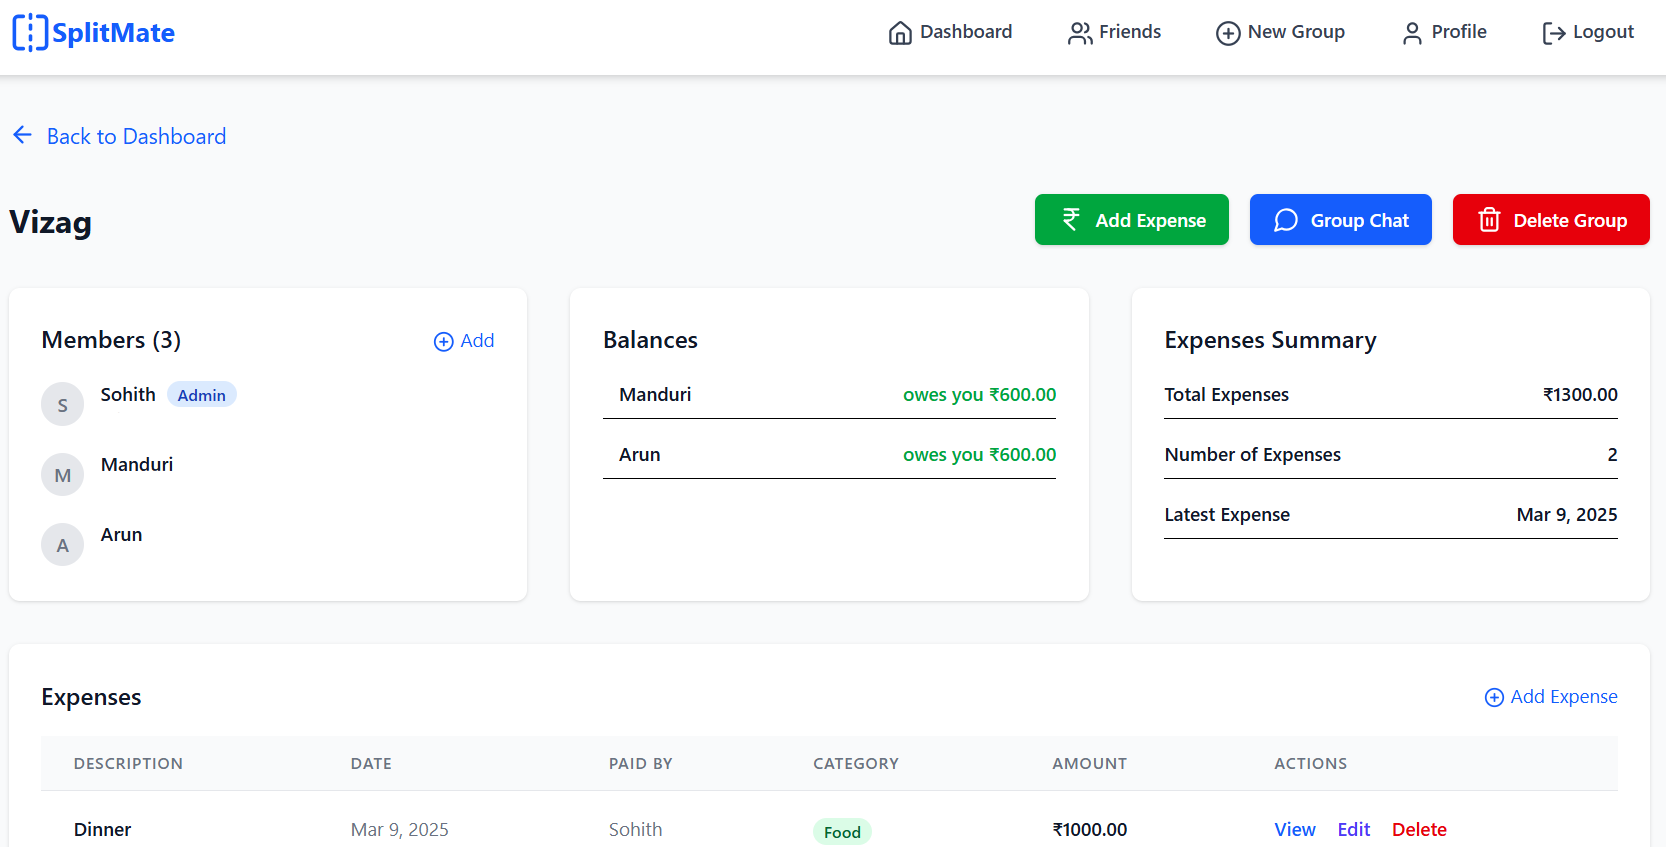 SplitMate
Dashboard Friends New Group Profile Logout
Back to Dashboard
Vizag
Add Expense Group Chat Delete Group
Members (3) Add
S Sohith Admin
M Manduri
A Arun
Balances
Manduri owes you ₹600.00
Arun owes you ₹600.00
Expenses Summary
Total Expenses ₹1300.00
Number of Expenses 2
Latest Expense Mar 9, 2025
Expenses Add Expense
DESCRIPTION DATE PAID BY CATEGORY AMOUNT ACTIONS
Dinner Mar 9, 2025 Sohith Food ₹1000.00 View Edit Delete